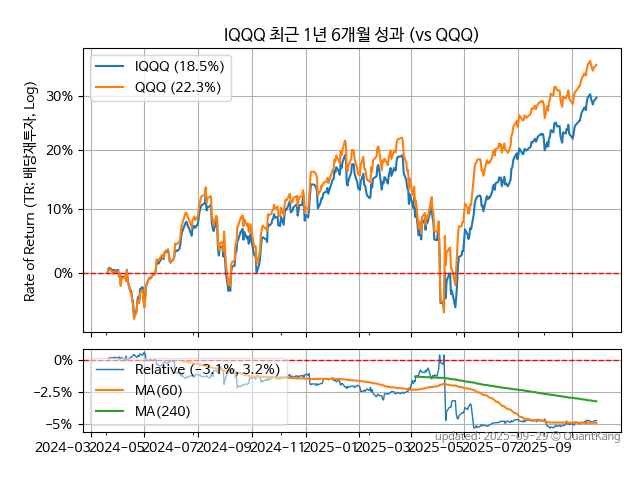 IQQQ 최근 1년 6개월 성과 (vs QQQ)
Rate of Return (TR: 배당재투자, Log)
IQQQ (18.5%)
QQQ (22.3%)
30%
20%
10%
0%
0%
−2.5%
−5%
Relative (−3.1%, 3.2%)
MA(60)
MA(240)
updated: 2025-09-29 © QuantKang
2024-03
2024-05
2024-07
2024-09
2024-11
2025-01
2025-03
2025-05
2025-07
2025-09